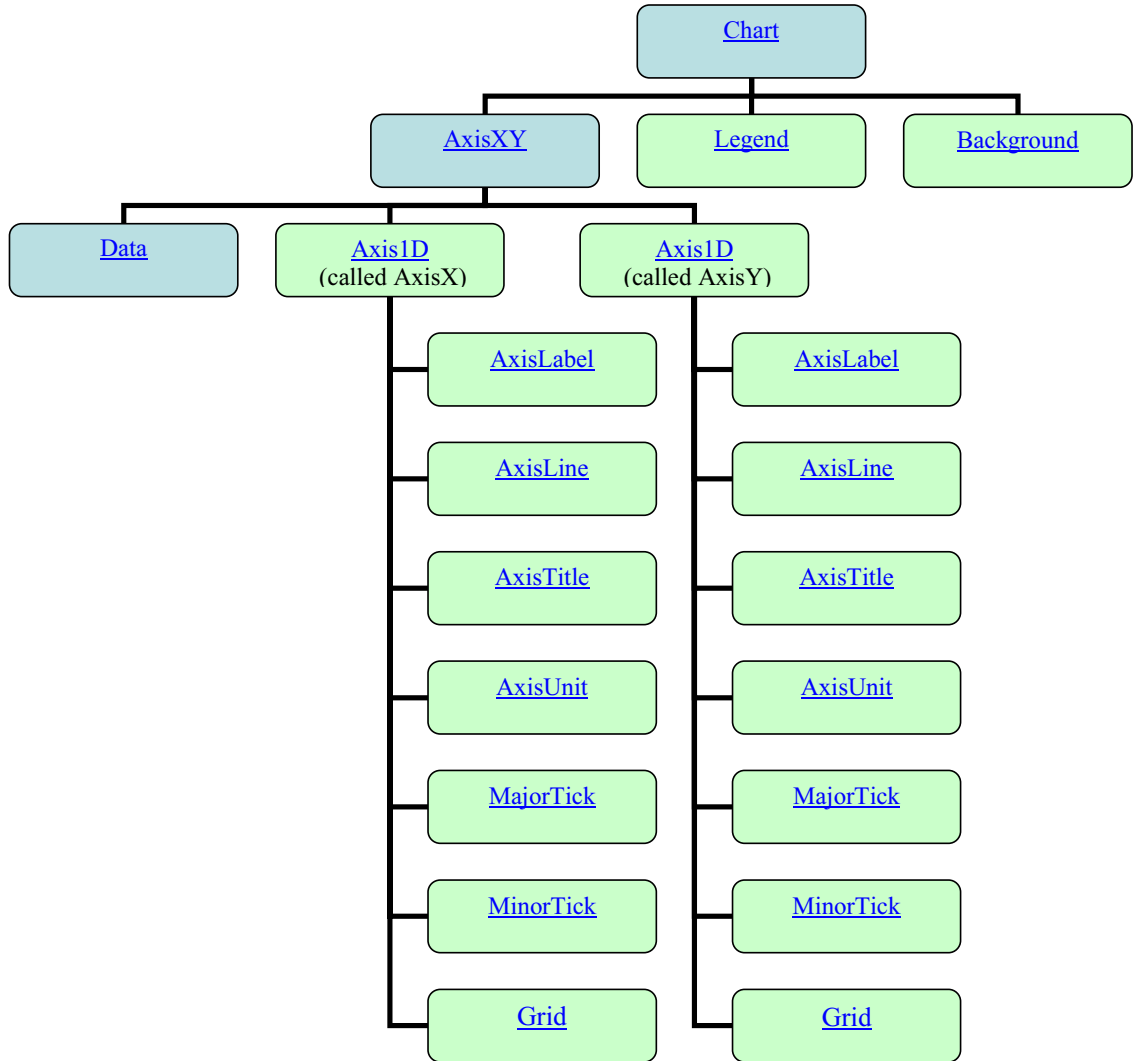 Chart
AxisXY
Legend
Background
Data
Axis1D
(called AxisX)
Axis1D
(called AxisY)
AxisLabel
AxisLabel
AxisLine
AxisLine
AxisTitle
AxisTitle
AxisUnit
AxisUnit
MajorTick
MajorTick
MinorTick
MinorTick
Grid
Grid